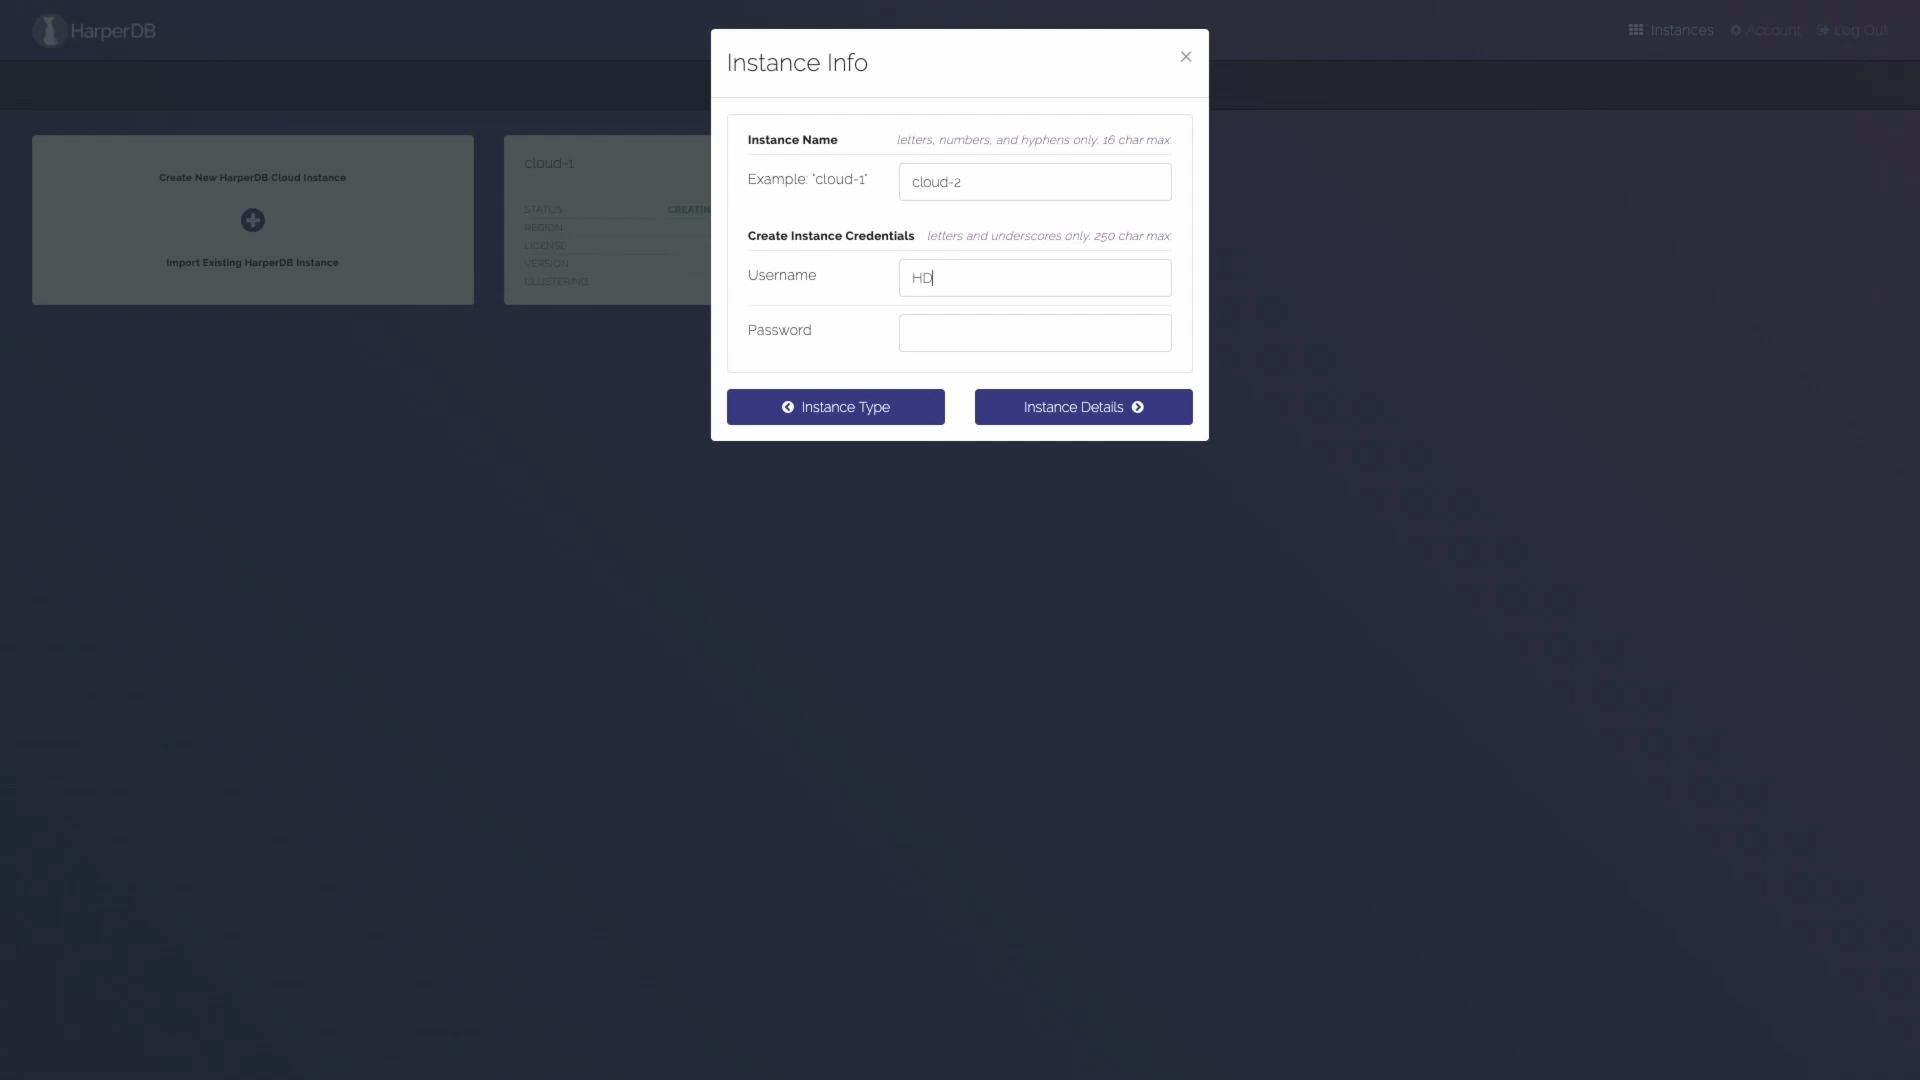 HarperDB
Instances Account Log Out
Instance Info
×
Instance Name letters, numbers, and hyphens only. 16 char max.
Example: "cloud-1" cloud-2
Create Instance Credentials letters and underscores only. 250 char max.
Username HD
Password
Instance Type Instance Details
Create New HarperDB Cloud Instance
Import Existing HarperDB Instance
cloud-1
STATUS CREATIN
REGION
LICENSE
VERSION
CLUSTERING